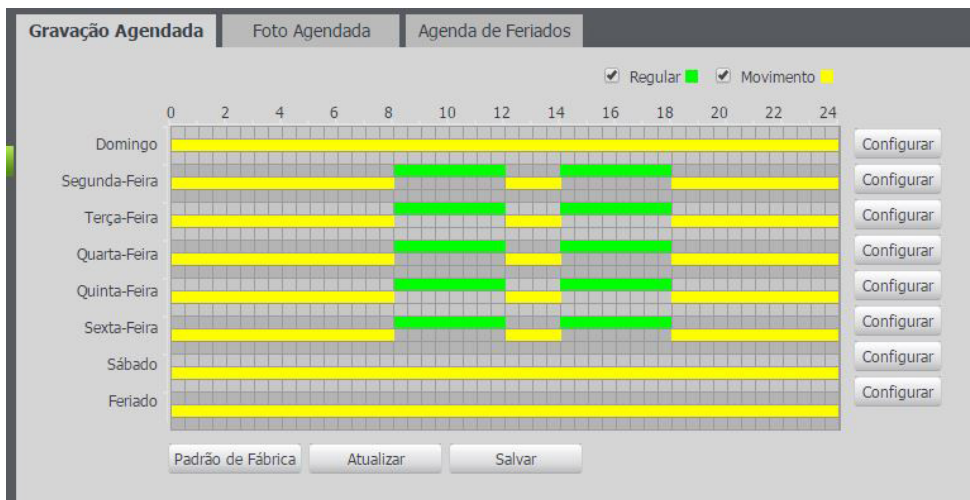 Gravação Agendada Foto Agendada Agenda de Feriados
Regular Movimento
0 2 4 6 8 10 12 14 16 18 20 22 24
Domingo Configurar
Segunda-Feira Configurar
Terça-Feira Configurar
Quarta-Feira Configurar
Quinta-Feira Configurar
Sexta-Feira Configurar
Sábado Configurar
Feriado Configurar
Padrão de Fábrica Atualizar Salvar